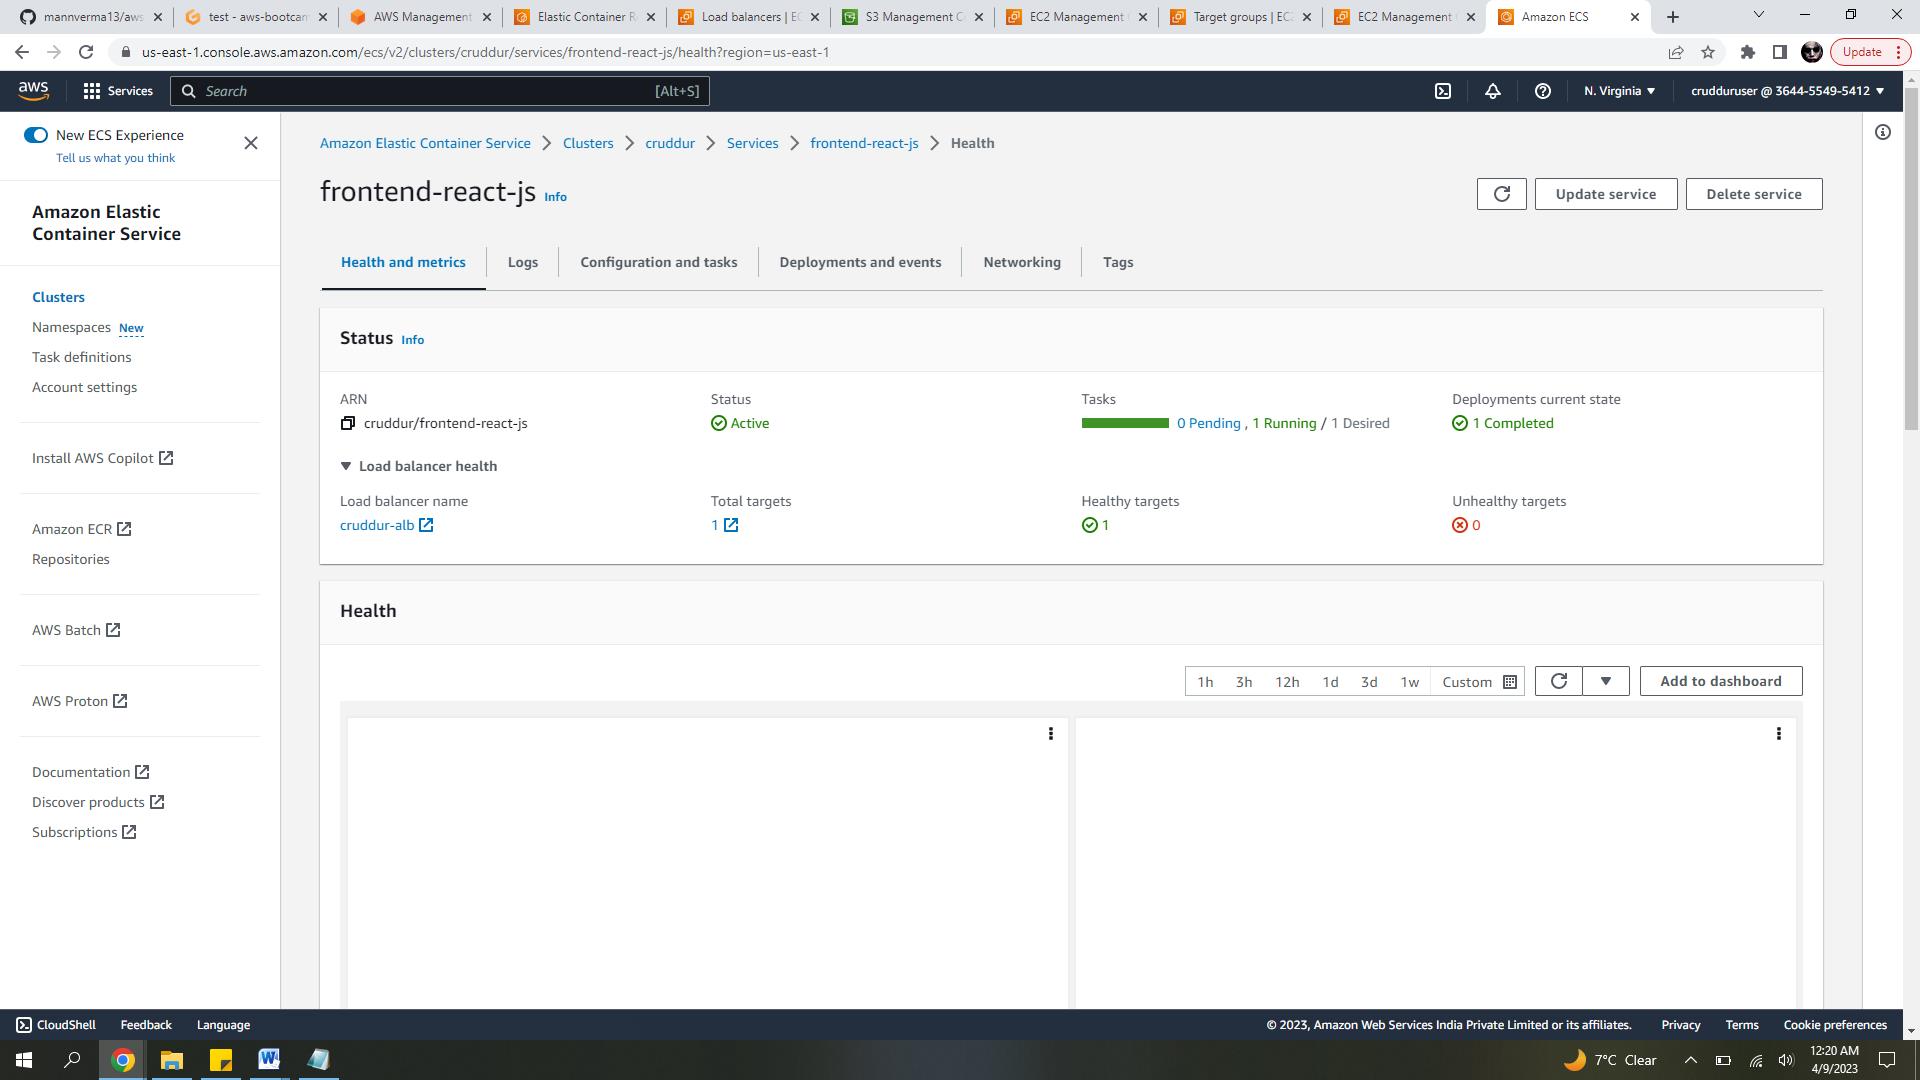 mannverma13/aws
test - aws-bootcam
AWS Management
Elastic Container R
Load balancers | EC
S3 Management C
EC2 Management
Target groups | EC2
EC2 Management
Amazon ECS
us-east-1.console.aws.amazon.com/ecs/v2/clusters/cruddur/services/frontend-react-js/health?region=us-east-1
Update
aws
Services
Search
[Alt+S]
N. Virginia
crudduruser @ 3644-5549-5412
New ECS Experience
Tell us what you think
Amazon Elastic
Container Service
Clusters
Namespaces New
Task definitions
Account settings
Install AWS Copilot
Amazon ECR
Repositories
AWS Batch
AWS Proton
Documentation
Discover products
Subscriptions
Amazon Elastic Container Service > Clusters > cruddur > Services > frontend-react-js > Health
frontend-react-js Info
Update service
Delete service
Health and metrics
Logs
Configuration and tasks
Deployments and events
Networking
Tags
Status Info
ARN
cruddur/frontend-react-js
Status
Active
Tasks
0 Pending , 1 Running / 1 Desired
Deployments current state
1 Completed
Load balancer health
Load balancer name
cruddur-alb
Total targets
1
Healthy targets
1
Unhealthy targets
0
Health
1h 3h 12h 1d 3d 1w Custom
Add to dashboard
CloudShell
Feedback
Language
© 2023, Amazon Web Services India Private Limited or its affiliates.
Privacy
Terms
Cookie preferences
7°C Clear
12:20 AM
4/9/2023